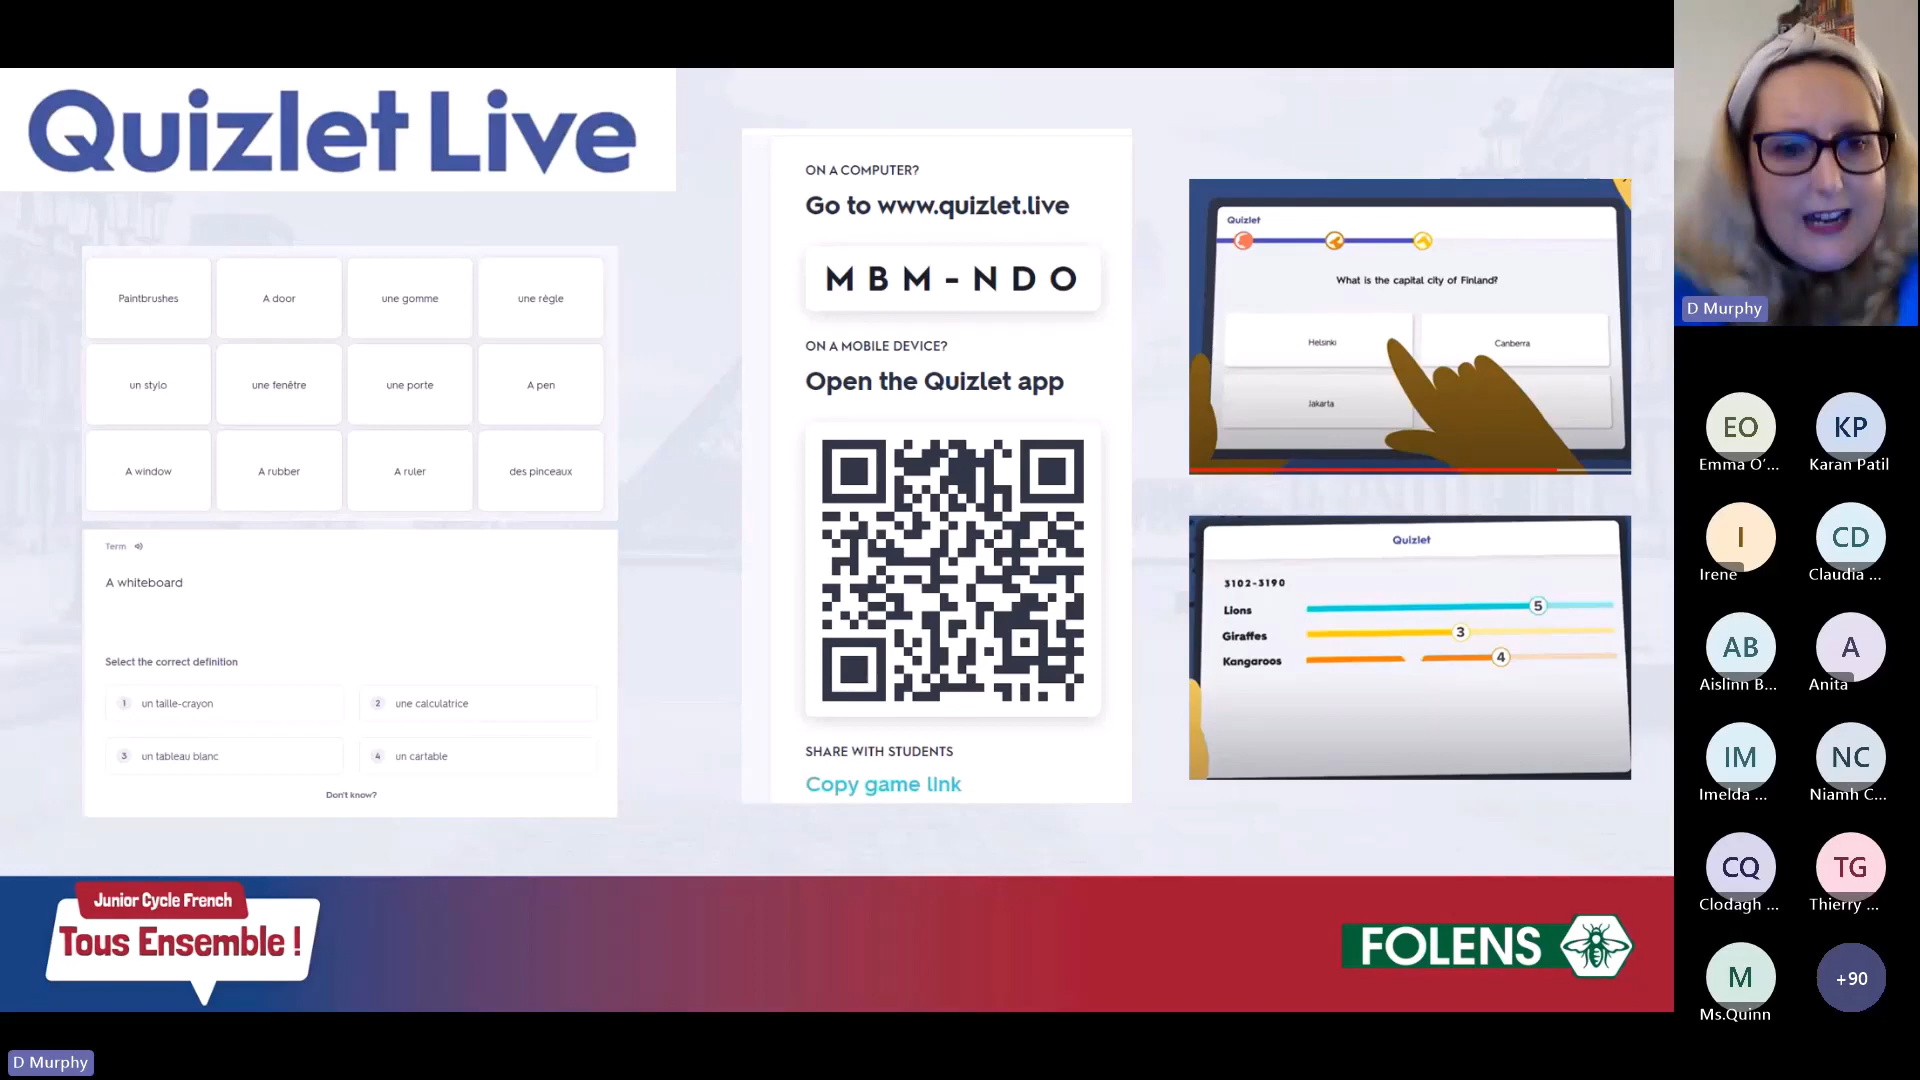 Quizlet Live
Paintbrushes
A door
une gomme
une règle
un stylo
une fenêtre
une porte
A pen
A window
A rubber
A ruler
des pinceaux
Term
A whiteboard
Select the correct definition
1 un taille-crayon
2 une calculatrice
3 un tableau blanc
4 un cartable
Don't know?
ON A COMPUTER?
Go to www.quizlet.live
MBM-NDO
ON A MOBILE DEVICE?
Open the Quizlet app
SHARE WITH STUDENTS
Copy game link
Quizlet
What is the capital city of Finland?
Helsinki
Canberra
Jakarta
Quizlet
3102-3190
Lions 5
Giraffes 3
Kangaroos 4
Junior Cycle French
Tous Ensemble !
FOLENS
D Murphy
EO
Emma O'...
KP
Karan Patil
I
Irene
CD
Claudia ...
AB
Aislinn B...
A
Anita
IM
Imelda ...
NC
Niamh C...
CQ
Clodagh ...
TG
Thierry ...
M
Ms.Quinn
+90
D Murphy